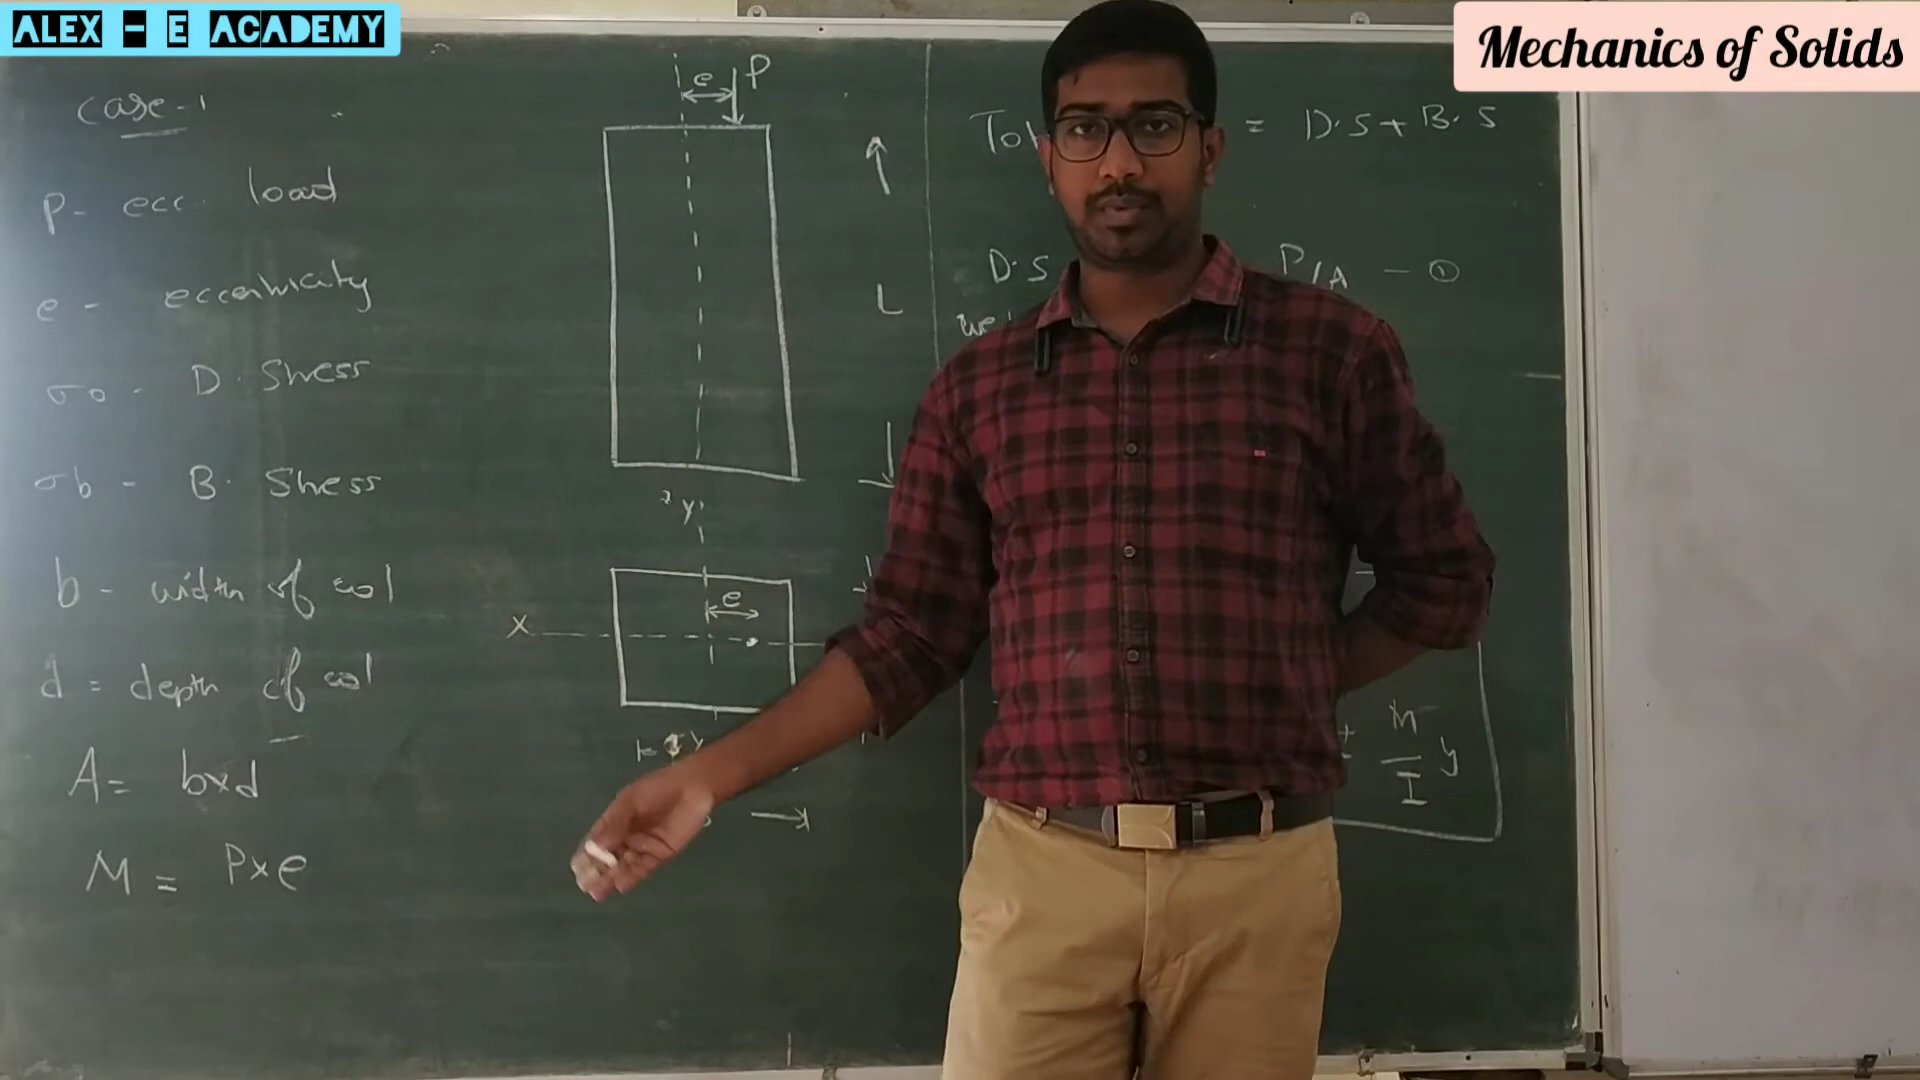 ALEX - E ACADEMY
Mechanics of Solids
case-1
P- ecc. load
e - eccentricity
σo - D. Stress
σb - B. Stress
b - width of col
d = depth of col
A = bxd
M = Pxe
e P
L
y
e
X
y
= D.S + B.S
D.S P/A - ①
± M/I y